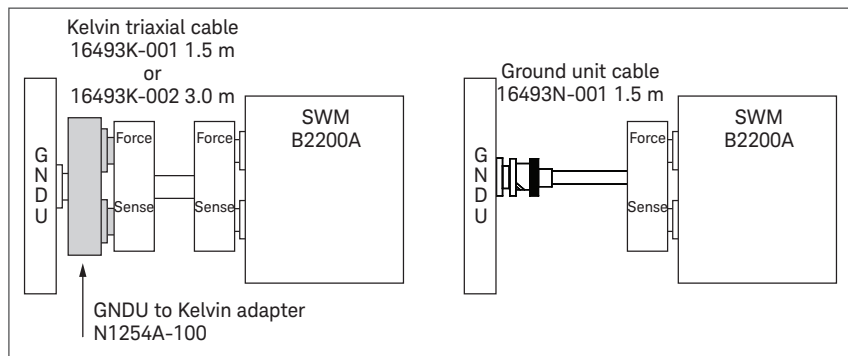 Kelvin triaxial cable
16493K-001 1.5 m
or
16493K-002 3.0 m
G
N
D
U
Force
Sense
Force
Sense
SWM
B2200A
GNDU to Kelvin adapter
N1254A-100
Ground unit cable
16493N-001 1.5 m
G
N
D
U
Force
Sense
SWM
B2200A